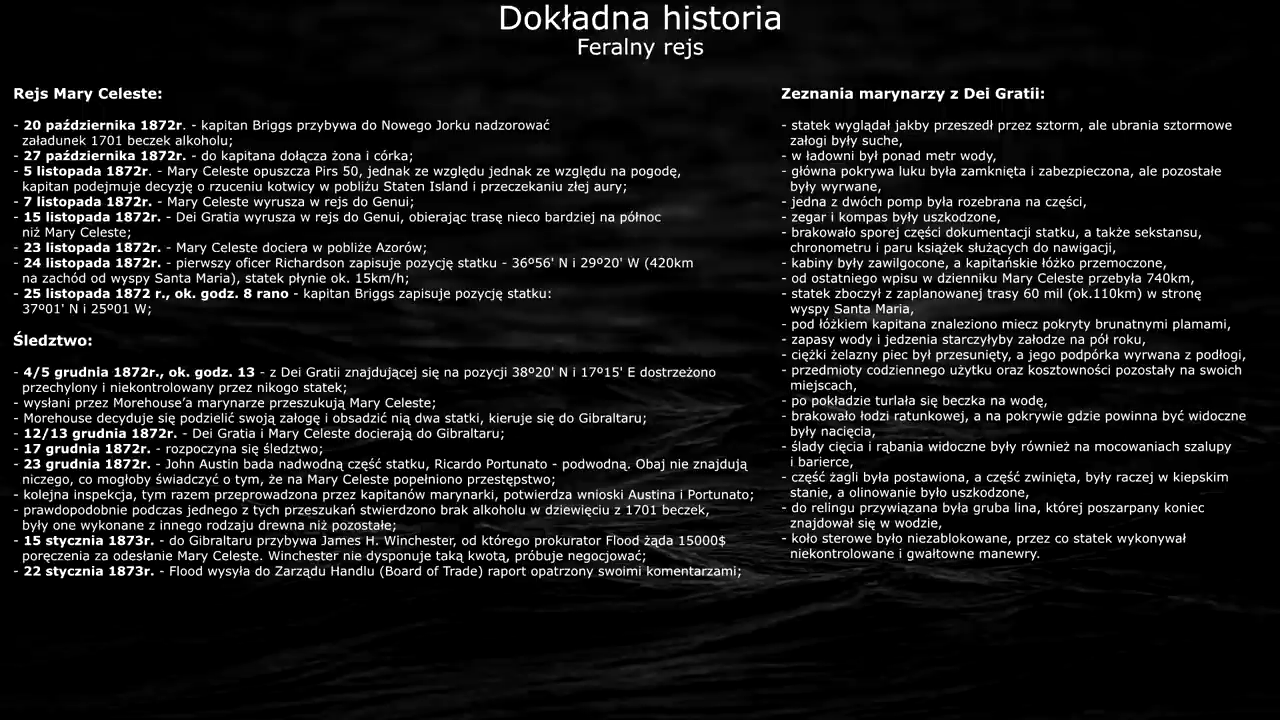 Dokładna historia
Feralny rejs
Rejs Mary Celeste:
- 20 października 1872r. - kapitan Briggs przybywa do Nowego Jorku nadzorować
załadunek 1701 beczek alkoholu;
- 27 października 1872r. - do kapitana dołącza żona i córka;
- 5 listopada 1872r. - Mary Celeste opuszcza Pirs 50, jednak ze względu jednak ze względu na pogodę,
kapitan podejmuje decyzję o rzuceniu kotwicy w pobliżu Staten Island i przeczekaniu złej aury;
- 7 listopada 1872r. - Mary Celeste wyrusza w rejs do Genui;
- 15 listopada 1872r. - Dei Gratia wyrusza w rejs do Genui, obierając trasę nieco bardziej na północ
niż Mary Celeste;
- 23 listopada 1872r. - Mary Celeste dociera w pobliże Azorów;
- 24 listopada 1872r. - pierwszy oficer Richardson zapisuje pozycję statku - 36º56' N i 29º20' W (420km
na zachód od wyspy Santa Maria), statek płynie ok. 15km/h;
- 25 listopada 1872 r., ok. godz. 8 rano - kapitan Briggs zapisuje pozycję statku:
37º01' N i 25º01 W;
Śledztwo:
- 4/5 grudnia 1872r., ok. godz. 13 - z Dei Gratii znajdującej się na pozycji 38º20' N i 17º15' E dostrzeżono
przechylony i niekontrolowany przez nikogo statek;
- wysłani przez Morehouse'a marynarze przeszukują Mary Celeste;
- Morehouse decyduje się podzielić swoją załogę i obsadzić nią dwa statki, kieruje się do Gibraltaru;
- 12/13 grudnia 1872r. - Dei Gratia i Mary Celeste docierają do Gibraltaru;
- 17 grudnia 1872r. - rozpoczyna się śledztwo;
- 23 grudnia 1872r. - John Austin bada nadwodną część statku, Ricardo Portunato - podwodną. Obaj nie znajdują
niczego, co mogłoby świadczyć o tym, że na Mary Celeste popełniono przestępstwo;
- kolejna inspekcja, tym razem przeprowadzona przez kapitanów marynarki, potwierdza wnioski Austina i Portunato;
- prawdopodobnie podczas jednego z tych przeszukań stwierdzono brak alkoholu w dziewięciu z 1701 beczek,
były one wykonane z innego rodzaju drewna niż pozostałe;
- 15 stycznia 1873r. - do Gibraltaru przybywa James H. Winchester, od którego prokurator Flood żąda 15000$
poręczenia za odesłanie Mary Celeste. Winchester nie dysponuje taką kwotą, próbuje negocjować;
- 22 stycznia 1873r. - Flood wysyła do Zarządu Handlu (Board of Trade) raport opatrzony swoimi komentarzami;
Zeznania marynarzy z Dei Gratii:
- statek wyglądał jakby przeszedł przez sztorm, ale ubrania sztormowe
załogi były suche,
- w ładowni był ponad metr wody,
- główna pokrywa luku była zamknięta i zabezpieczona, ale pozostałe
były wyrwane,
- jedna z dwóch pomp była rozebrana na części,
- zegar i kompas były uszkodzone,
- brakowało sporej części dokumentacji statku, a także sekstansu,
chronometru i paru książek służących do nawigacji,
- kabiny były zawilgocone, a kapitańskie łóżko przemoczone,
- od ostatniego wpisu w dzienniku Mary Celeste przebyła 740km,
- statek zboczył z zaplanowanej trasy 60 mil (ok.110km) w stronę
wyspy Santa Maria,
- pod łóżkiem kapitana znaleziono miecz pokryty brunatnymi plamami,
- zapasy wody i jedzenia starczyłyby załodze na pół roku,
- ciężki żelazny piec był przesunięty, a jego podpórka wyrwana z podłogi,
- przedmioty codziennego użytku oraz kosztowności pozostały na swoich
miejscach,
- po pokładzie turlała się beczka na wodę,
- brakowało łodzi ratunkowej, a na pokrywie gdzie powinna być widoczne
były nacięcia,
- ślady cięcia i rąbania widoczne były również na mocowaniach szalupy
i barierce,
- część żagli była postawiona, a część zwinięta, były raczej w kiepskim
stanie, a olinowanie było uszkodzone,
- do relingu przywiązana była gruba lina, której poszarpany koniec
znajdował się w wodzie,
- koło sterowe było niezablokowane, przez co statek wykonywał
niekontrolowane i gwałtowne manewry.